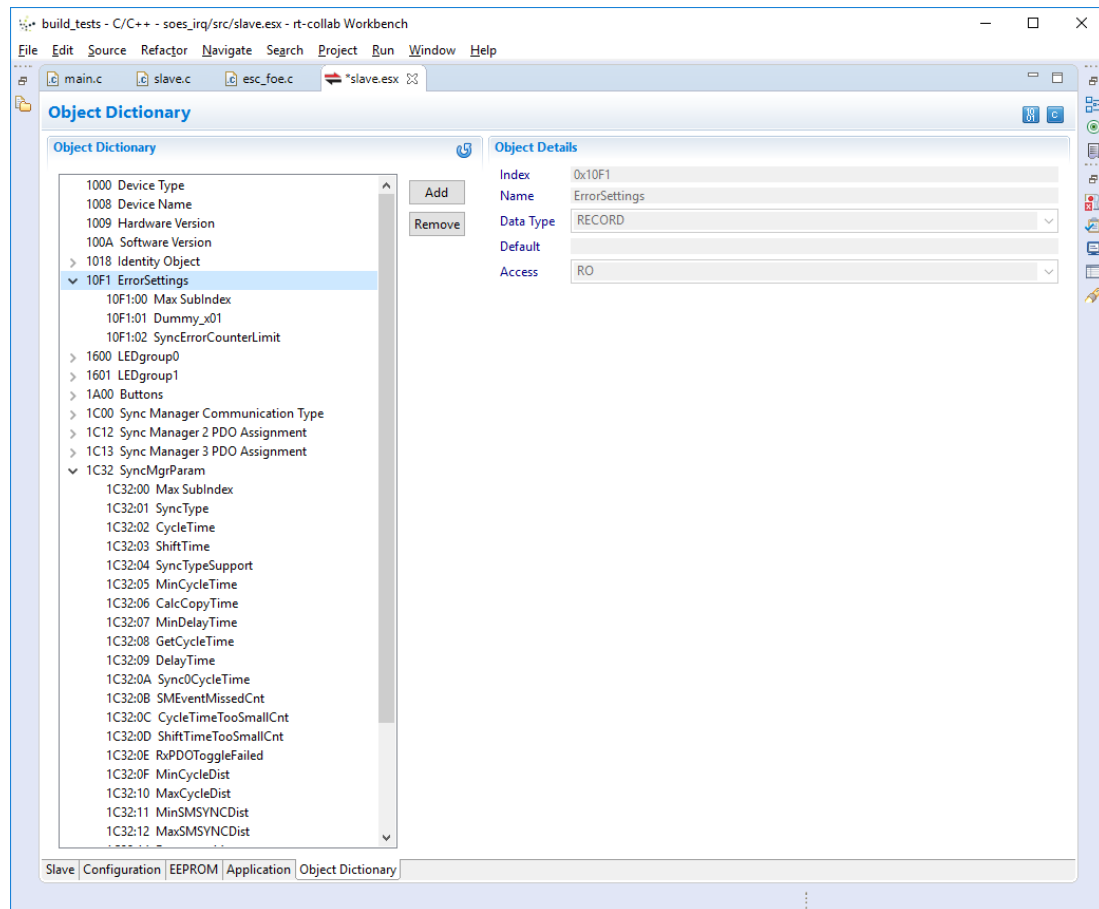 build_tests - C/C++ - soes_irq/src/slave.esx - rt-collab Workbench
File Edit Source Refactor Navigate Search Project Run Window Help
main.c slave.c esc_foe.c *slave.esx
Object Dictionary
Object Dictionary
Add
Remove
1000 Device Type
1008 Device Name
1009 Hardware Version
100A Software Version
1018 Identity Object
10F1 ErrorSettings
10F1:00 Max SubIndex
10F1:01 Dummy_x01
10F1:02 SyncErrorCounterLimit
1600 LEDgroup0
1601 LEDgroup1
1A00 Buttons
1C00 Sync Manager Communication Type
1C12 Sync Manager 2 PDO Assignment
1C13 Sync Manager 3 PDO Assignment
1C32 SyncMgrParam
1C32:00 Max SubIndex
1C32:01 SyncType
1C32:02 CycleTime
1C32:03 ShiftTime
1C32:04 SyncTypeSupport
1C32:05 MinCycleTime
1C32:06 CalcCopyTime
1C32:07 MinDelayTime
1C32:08 GetCycleTime
1C32:09 DelayTime
1C32:0A Sync0CycleTime
1C32:0B SMEventMissedCnt
1C32:0C CycleTimeTooSmallCnt
1C32:0D ShiftTimeTooSmallCnt
1C32:0E RxPDOToggleFailed
1C32:0F MinCycleDist
1C32:10 MaxCycleDist
1C32:11 MinSMSYNCDist
1C32:12 MaxSMSYNCDist
Object Details
Index 0x10F1
Name ErrorSettings
Data Type RECORD
Default
Access RO
Slave Configuration EEPROM Application Object Dictionary